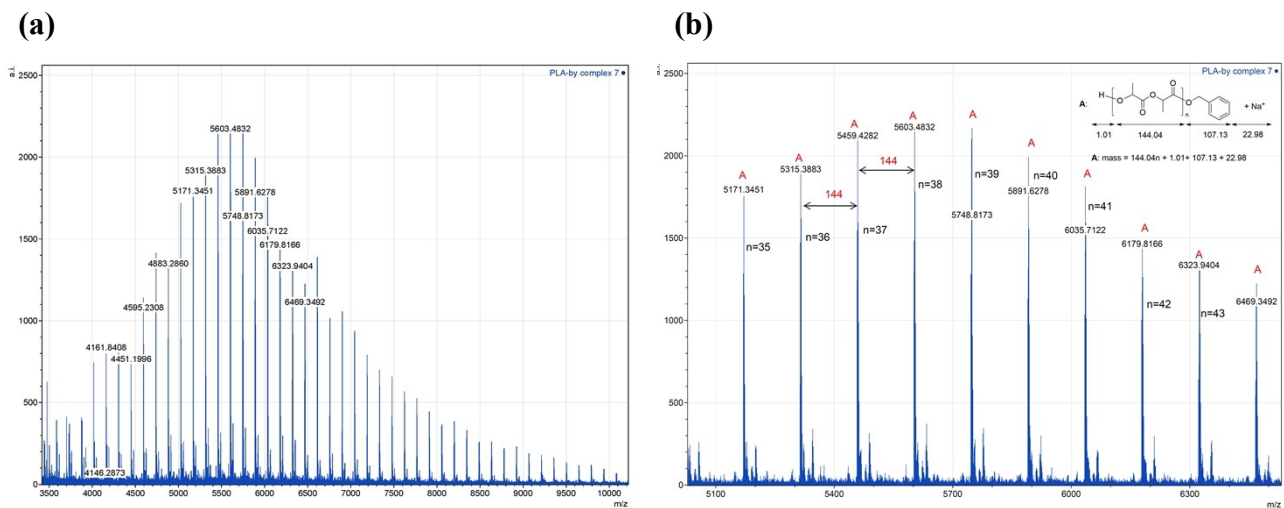 (a)
a.i.
PLA-by complex 7
2500
2000
1500
1000
500
0
5603.4832
5315.3883
5171.3451
5891.6278
5748.8173
6035.7122
6179.8166
4883.2860
6323.9404
4595.2308
6469.3492
4161.8408
4451.1996
4146.2873
3500 4000 4500 5000 5500 6000 6500 7000 7500 8000 8500 9000 9500 10000
m/z
(b)
a.i.
PLA-by complex 7
2500
2000
1500
1000
500
0
A:
H
O
O
O
O
O
n
+ Na⁺
1.01 144.04 107.13 22.98
A: mass = 144.04n + 1.01+ 107.13 + 22.98
A
5171.3451
n=35
A
5315.3883
n=36
144
A
5459.4282
n=37
144
A
5603.4832
n=38
A
n=39
5748.8173
A
n=40
5891.6278
A
n=41
6035.7122
A
6179.8166
n=42
A
6323.9404
n=43
A
6469.3492
5100 5400 5700 6000 6300
m/z